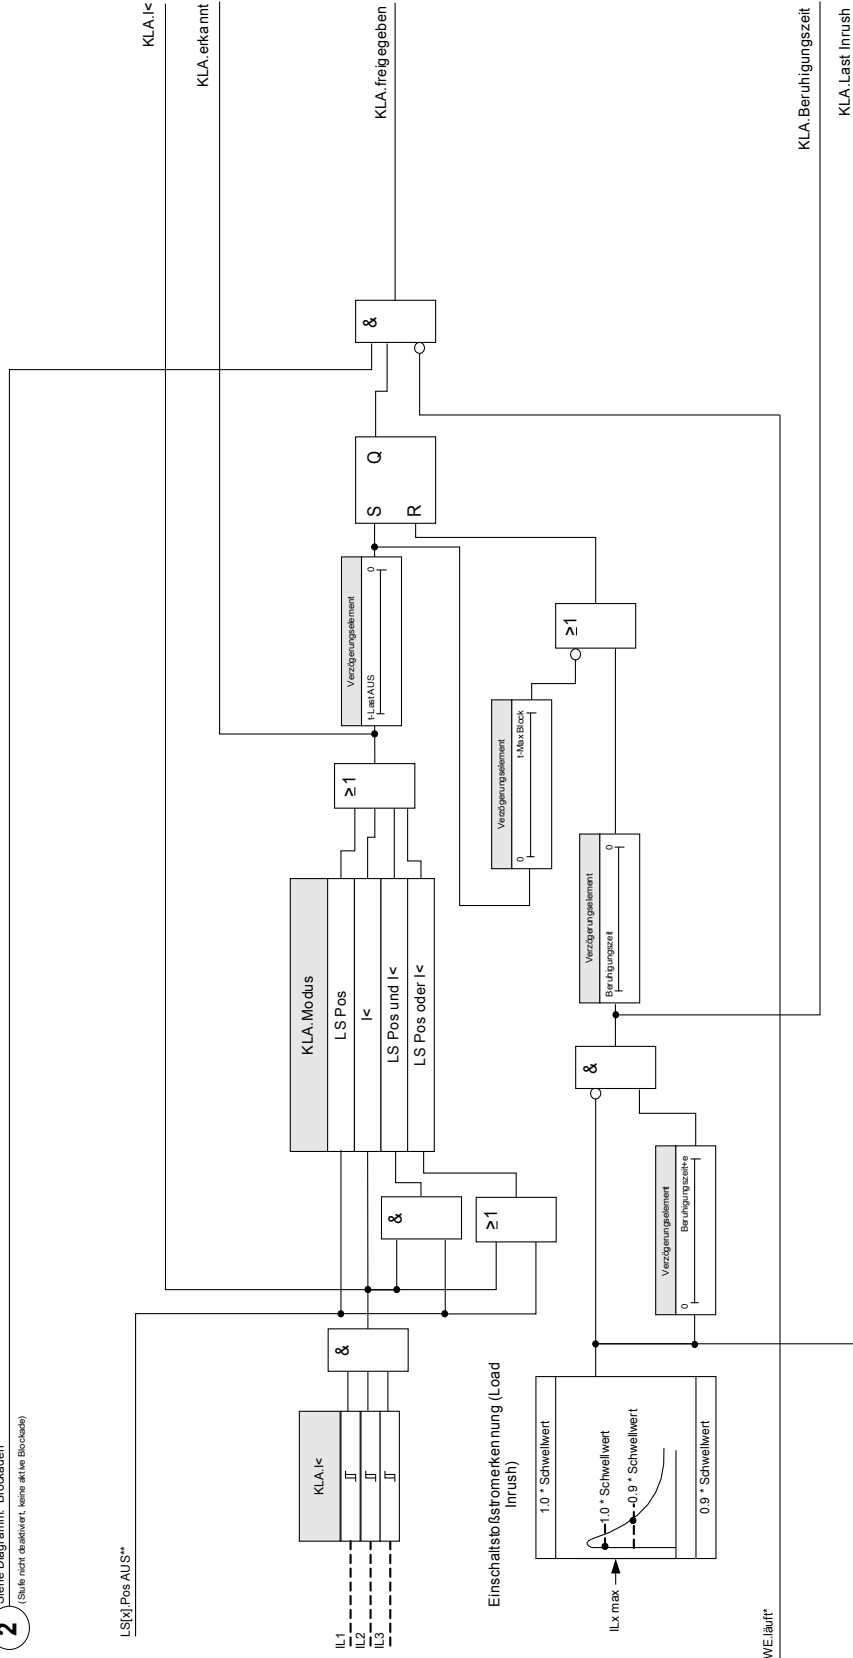 2
Siehe Diagramm: Blockaden
(Stufe nicht deaktiviert, keine aktive Blockade)
LS[x].Pos AUS**
IL1
IL2
IL3
KLA.I<
&
KLA.I<
KLA.erkannt
KLA.freigegeben
&
≥1
KLA.Modus
LS Pos
I<
LS Pos und I<
LS Pos oder I<
≥1
Verzögerungselement
t-Last AUS
0
S
R
Q
&
Verzögerungselement
0
t-Max Block
≥1
Einschaltstoßstromerkennung (Load
Inrush)
1.0 * Schwellwert
1.0 * Schwellwert
0.9 * Schwellwert
0.9 * Schwellwert
ILx max
Verzögerungselement
0
Beruhigungszeit+e
&
Verzögerungselement
Beruhigungszeit
0
KLA.Beruhigungszeit
KLA.Last Inrush
WE.läuft*